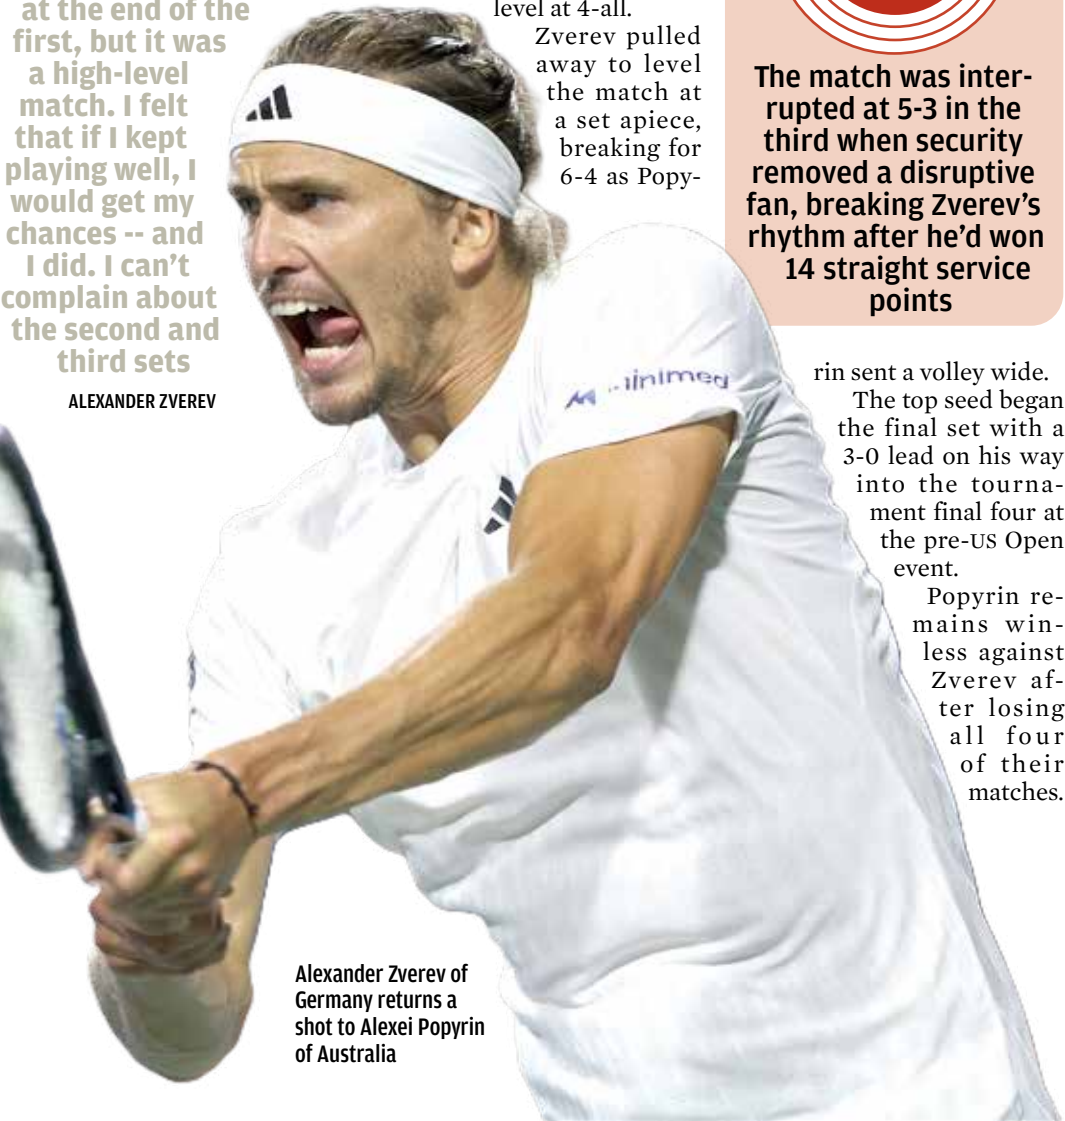 at the end of the
first, but it was
a high-level
match. I felt
that if I kept
playing well, I
would get my
chances -- and
I did. I can't
complain about
the second and
third sets
ALEXANDER ZVEREV
level at 4-all.
Zverev pulled
away to level
the match at
a set apiece,
breaking for
6-4 as Popy-
The match was inter-
rupted at 5-3 in the
third when security
removed a disruptive
fan, breaking Zverev's
rhythm after he'd won
14 straight service
points
rin sent a volley wide.
The top seed began
the final set with a
3-0 lead on his way
into the tourna-
ment final four at
the pre-US Open
event.
Popyrin re-
mains win-
less against
Zverev af-
ter losing
all four
of their
matches.
Alexander Zverev of
Germany returns a
shot to Alexei Popyrin
of Australia